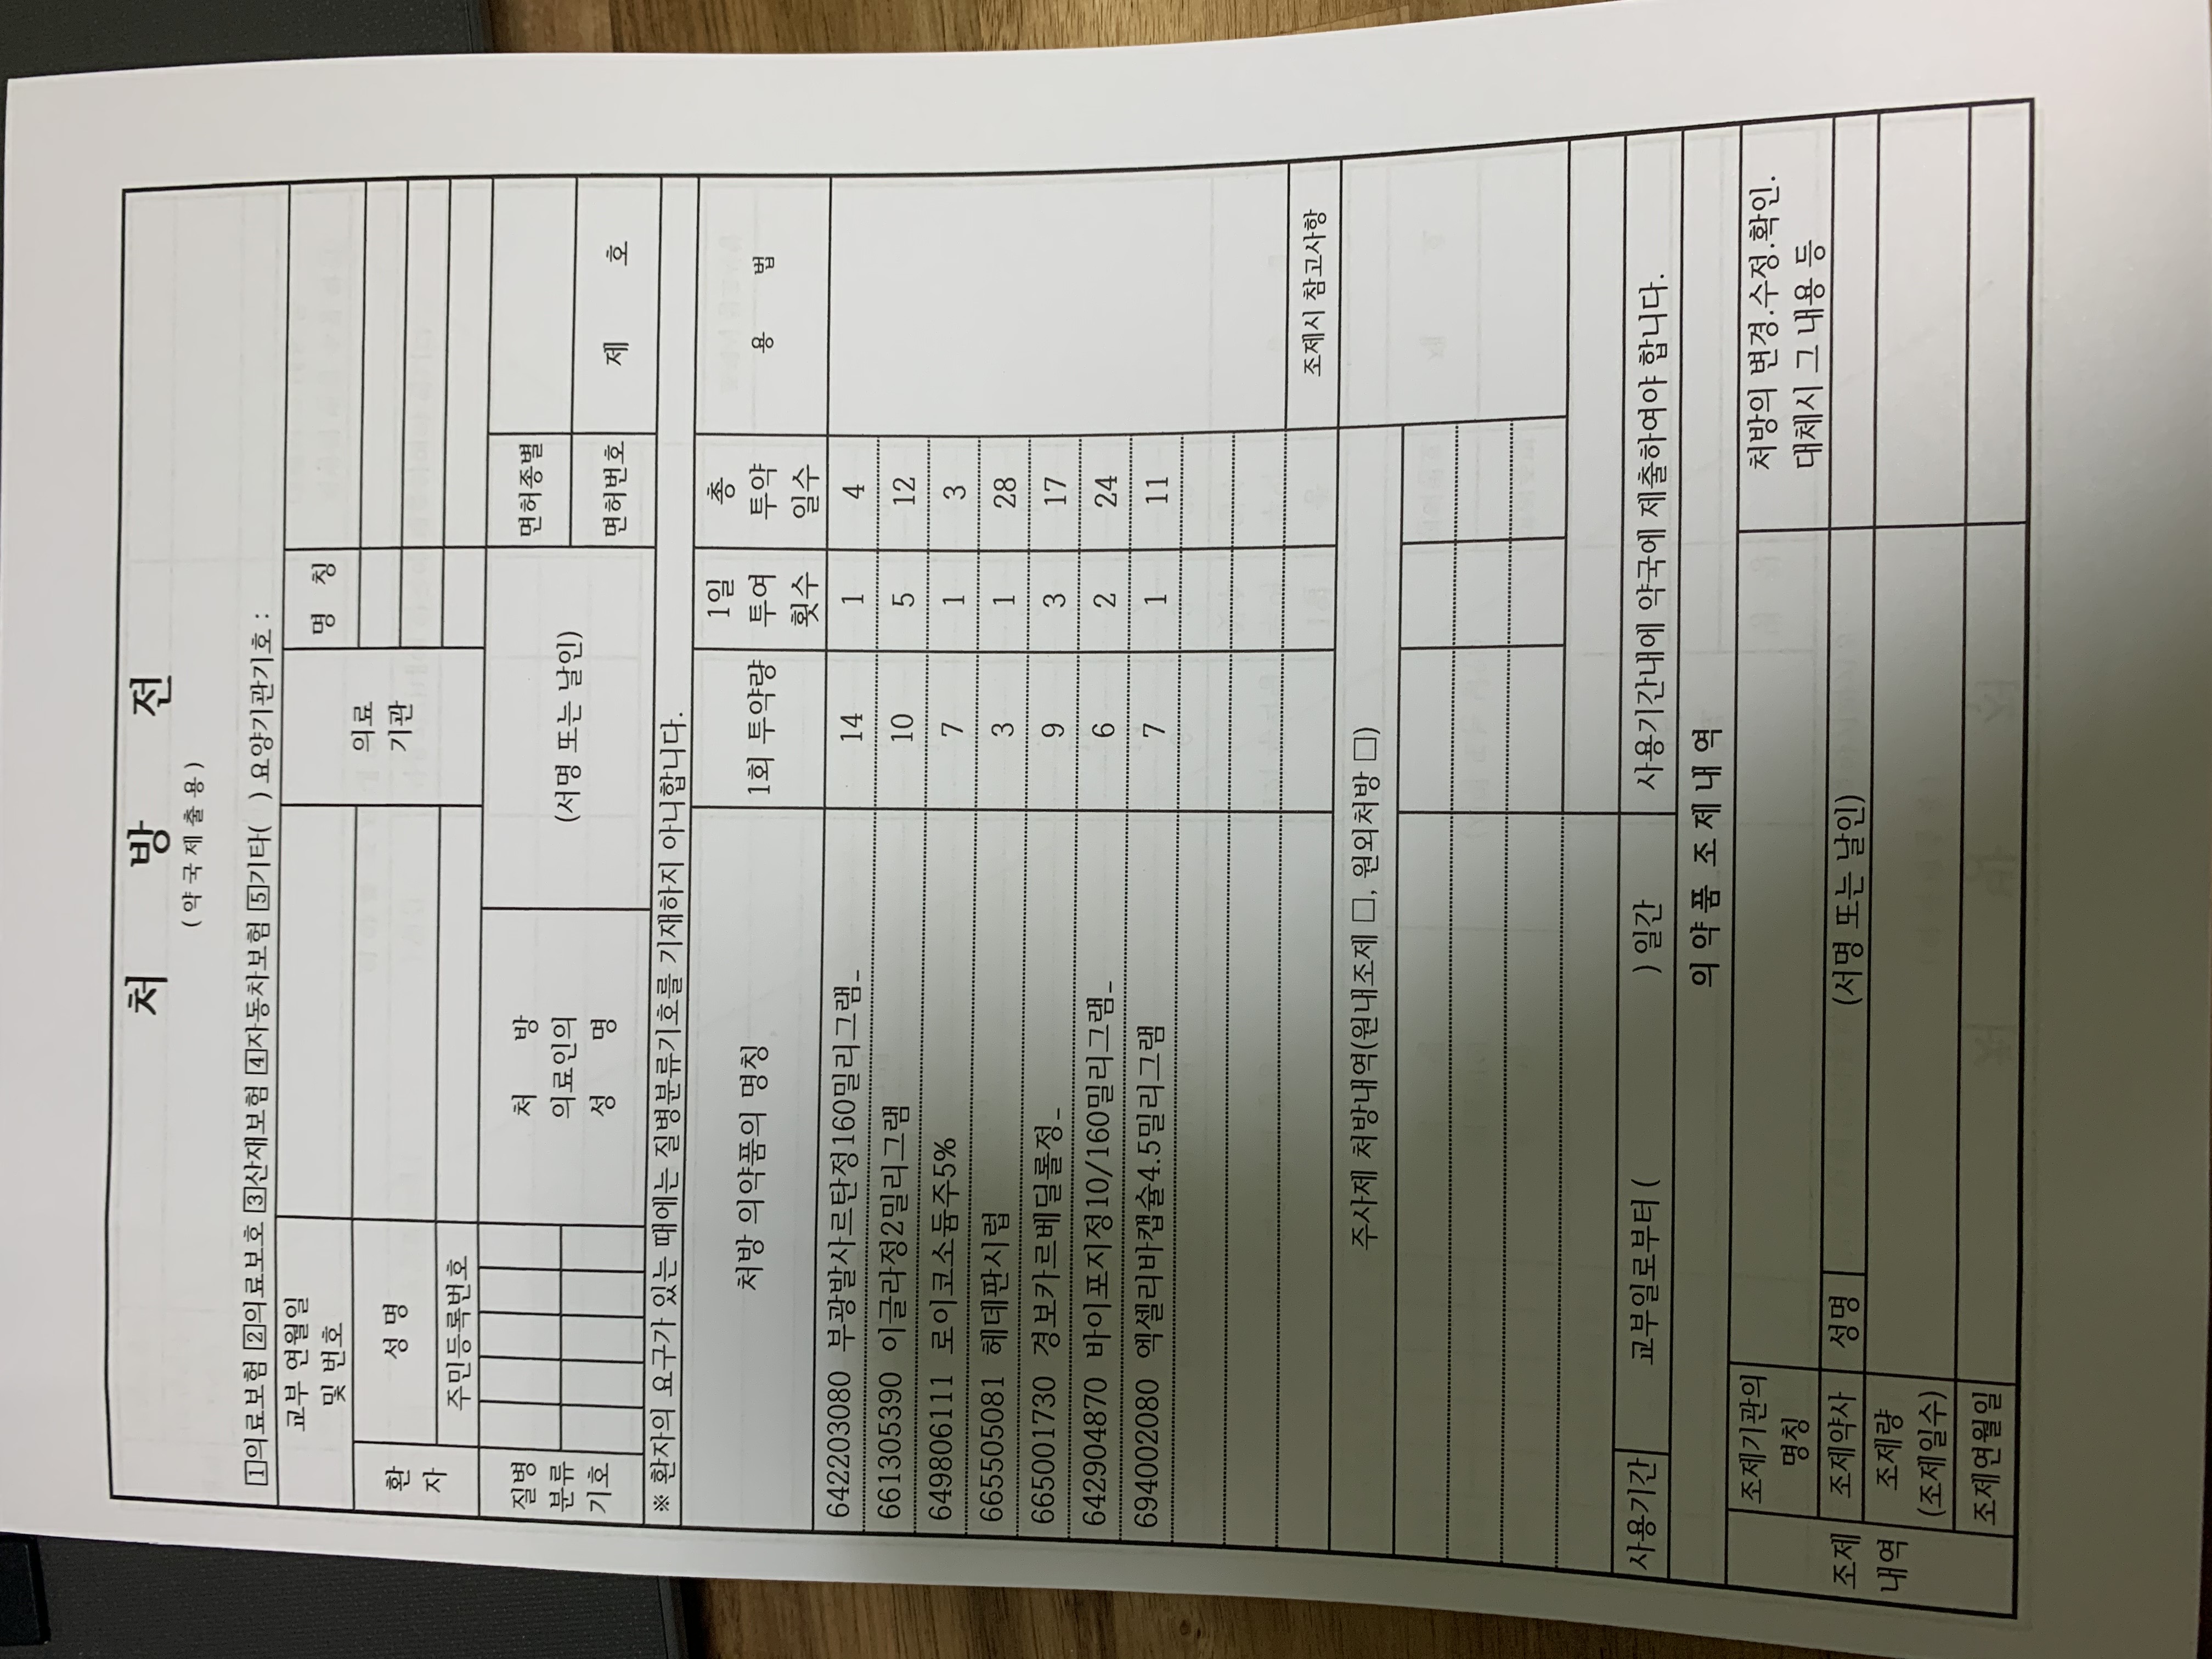 처 방 전
(약국제출용)
1의료보험 2의료보호 3산재보험 4자동차보험 5기타( ) 요양기관기호 :
교부 연월일
및 번호
의료
기관
명 칭
환
자
성 명
주민등록번호
질병
분류
기호
처 방
의료인의
성 명
(서명 또는 날인)
면허종별
면허번호
제 호
※ 환자의 요구가 있는 때에는 질병분류기호를 기재하지 아니합니다.
처방 의약품의 명칭
1회 투약량
1일
투여
횟수
총
투약
일수
용 법
642203080 부광발사르탄정160밀리그램_ 14 1 4
661305390 이글라정2밀리그램 10 5 12
649806111 로이코소듐주5% 7 1 3
665505081 헤데판시럽 3 1 28
665001730 경보카르베딜롤정_ 9 3 17
642904870 바이포지정10/160밀리그램_ 6 2 24
694002080 엑셀리바캡슐4.5밀리그램 7 1 11
조제시 참고사항
주사제 처방내역(원내조제 □, 원외처방 □)
사용기간 교부일로부터 ( ) 일간 사용기간내에 약국에 제출하여야 합니다.
의약품 조제내역
조제
내역
조제기관의
명칭
처방의 변경.수정.확인.
대체시 그 내용 등
조제약사 성명 (서명 또는 날인)
조제량
(조제일수)
조제연월일